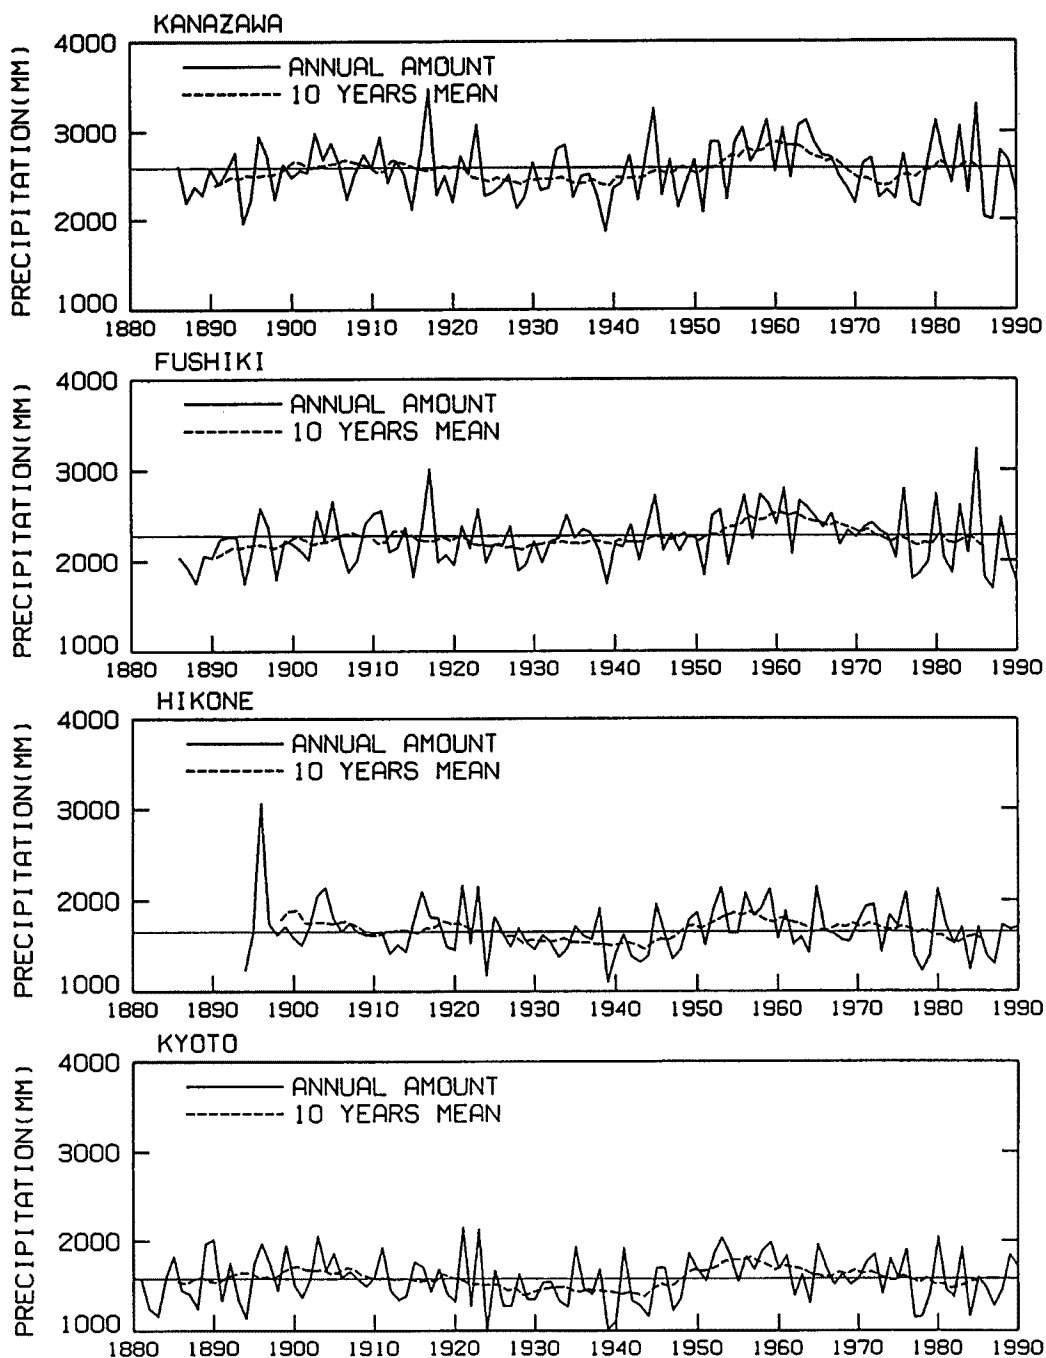 KANAZAWA
PRECIPITATION(MM)
4000
3000
2000
1000
ANNUAL AMOUNT
10 YEARS MEAN
1880 1890 1900 1910 1920 1930 1940 1950 1960 1970 1980 1990
FUSHIKI
PRECIPITATION(MM)
4000
3000
2000
1000
ANNUAL AMOUNT
10 YEARS MEAN
1880 1890 1900 1910 1920 1930 1940 1950 1960 1970 1980 1990
HIKONE
PRECIPITATION(MM)
4000
3000
2000
1000
ANNUAL AMOUNT
10 YEARS MEAN
1880 1890 1900 1910 1920 1930 1940 1950 1960 1970 1980 1990
KYOTO
PRECIPITATION(MM)
4000
3000
2000
1000
ANNUAL AMOUNT
10 YEARS MEAN
1880 1890 1900 1910 1920 1930 1940 1950 1960 1970 1980 1990